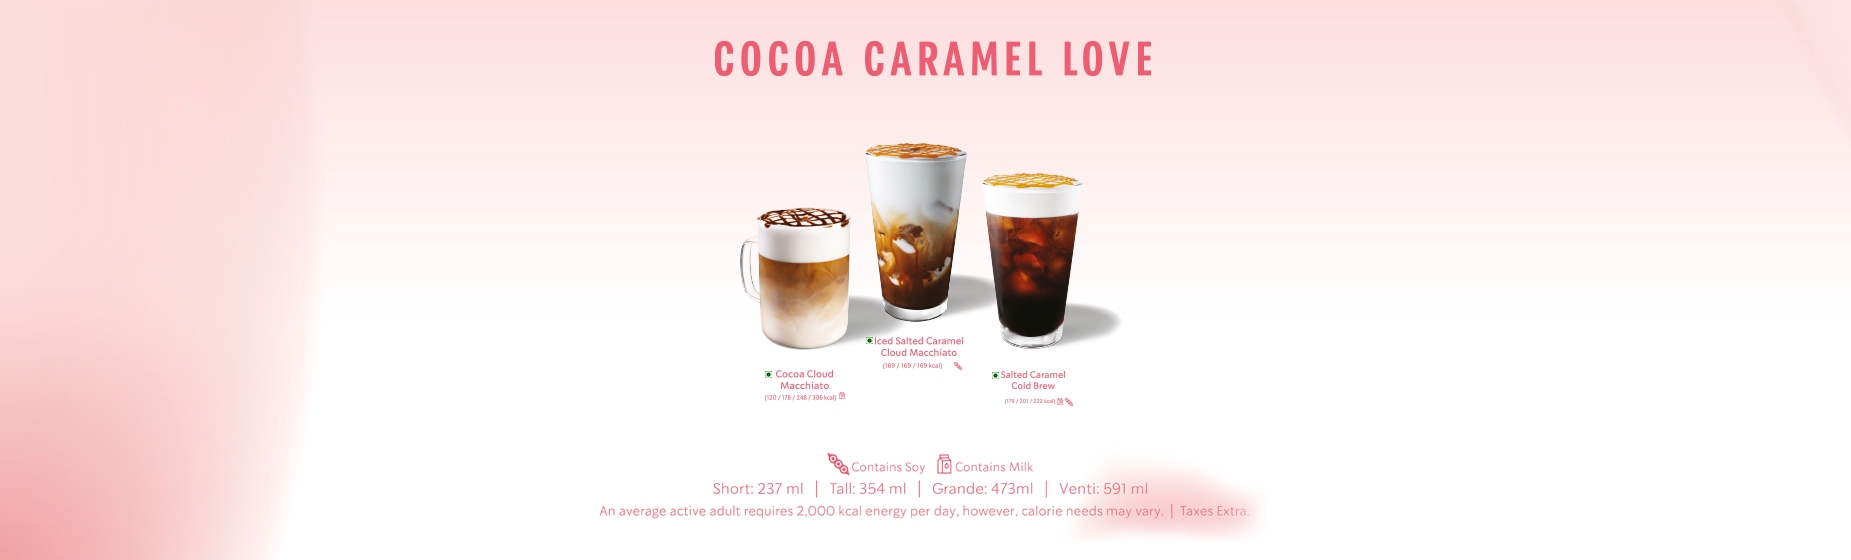 COCOA CARAMEL LOVE
Iced Salted Caramel
Cloud Macchiato
(169 / 169 / 169 kcal)
Cocoa Cloud
Macchiato
(120 / 178 / 248 / 306 kcal)
Salted Caramel
Cold Brew
(179 / 201 / 222 kcal)
Contains Soy Contains Milk
Short: 237 ml | Tall: 354 ml | Grande: 473ml | Venti: 591 ml
An average active adult requires 2,000 kcal energy per day, however, calorie needs may vary. | Taxes Extra.